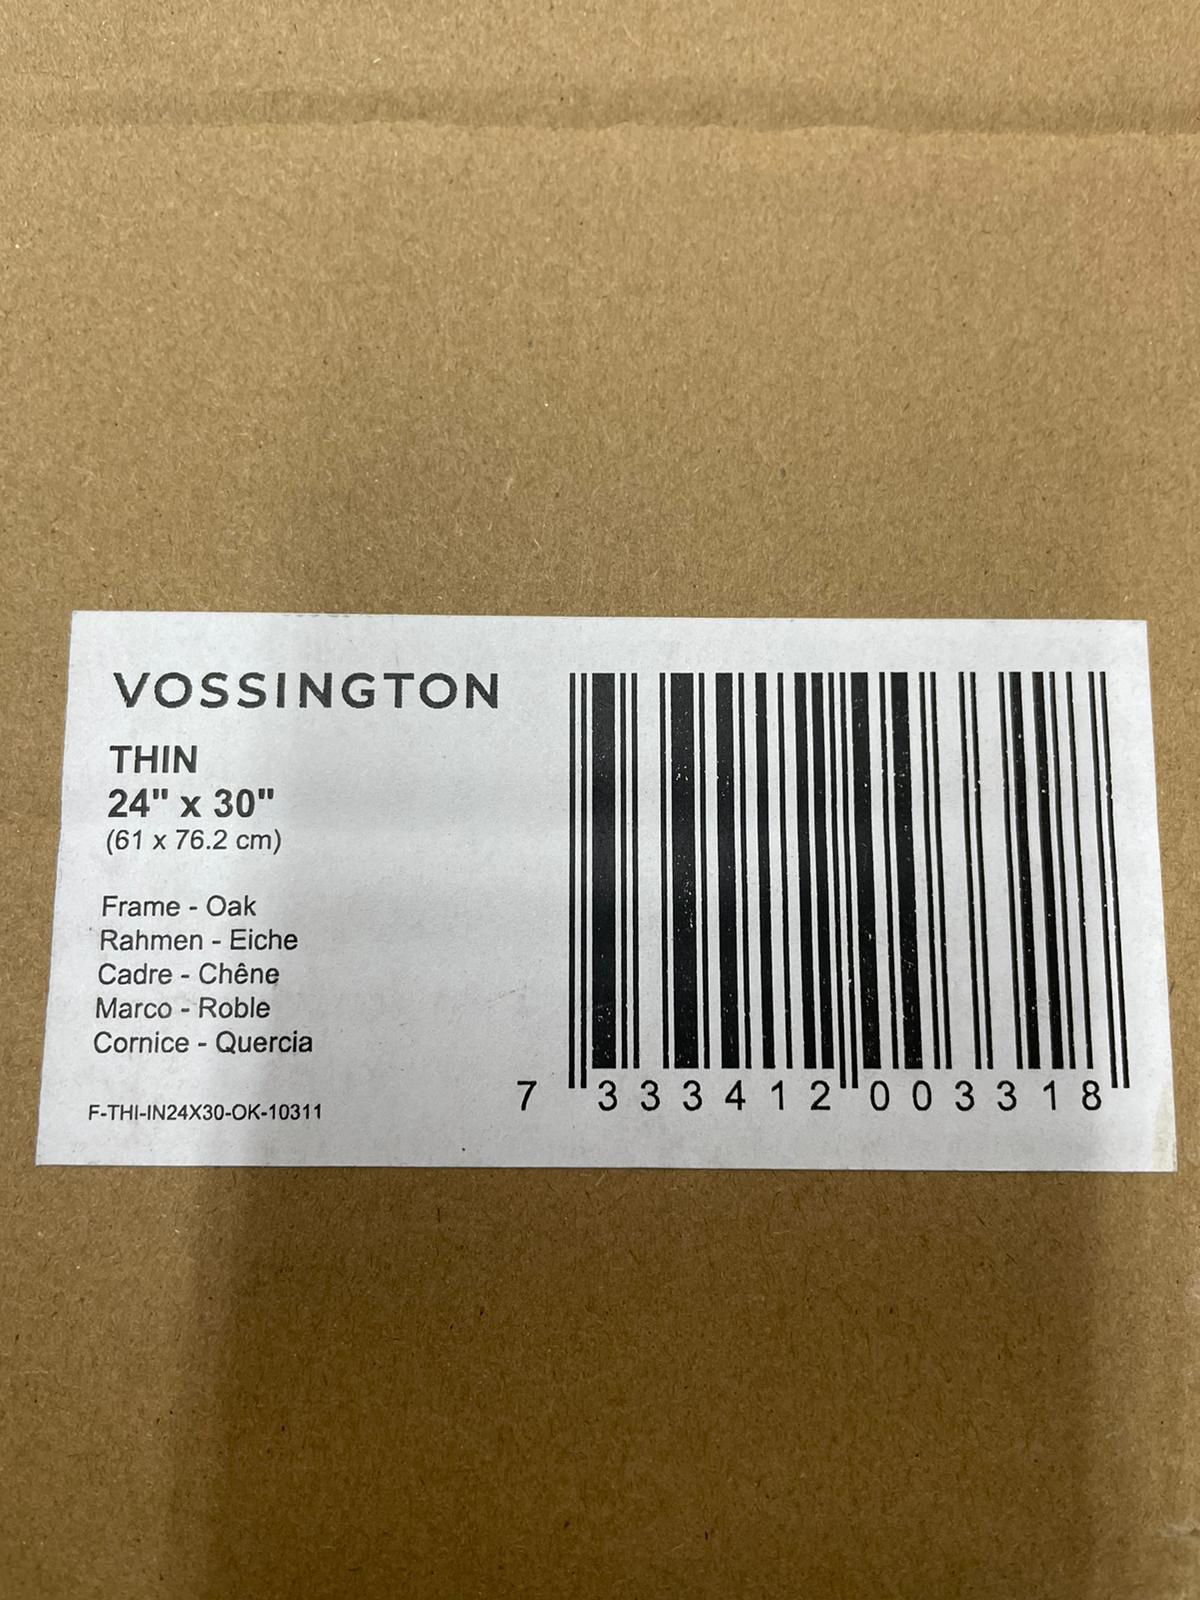 VOSSINGTON
THIN
24" x 30"
(61 x 76.2 cm)
Frame - Oak
Rahmen - Eiche
Cadre - Chêne
Marco - Roble
Cornice - Quercia
F-THI-IN24X30-OK-10311
7 333412 003318